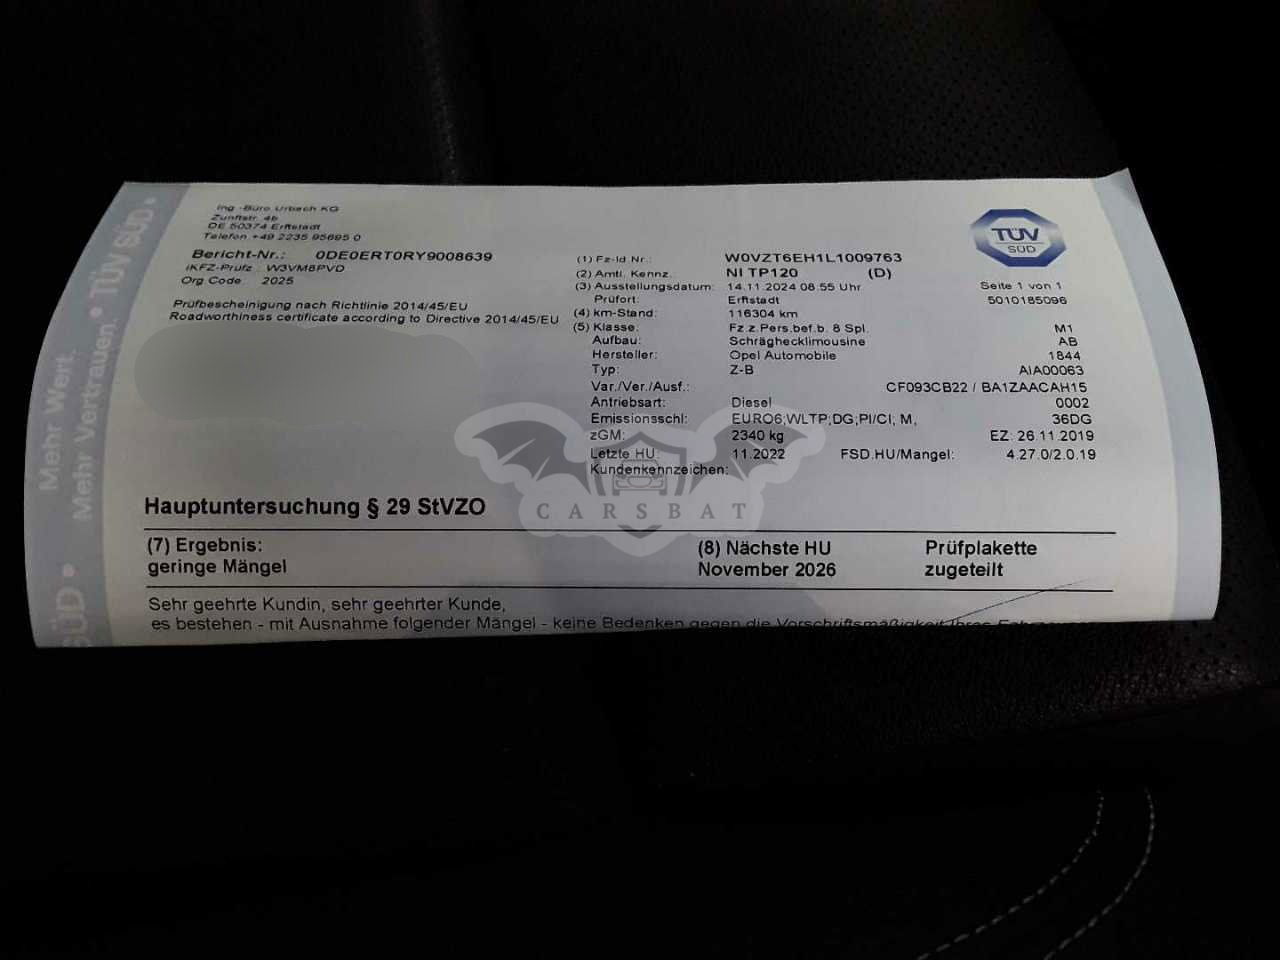 Mehr Wert.
Mehr Vertrauen.
TÜV SÜD
SÜD
Ing.-Büro Urbach KG
Zunftstr. 4b
DE 50374 Erftstadt
Telefon +49 2235 95695 0
Bericht-Nr.: 0DE0ERT0RY9008639
iKFZ-Prüfz.: W3VM8PVD
Org Code 2025
Prüfbescheinigung nach Richtlinie 2014/45/EU
Roadworthiness certificate according to Directive 2014/45/EU
TÜV
SÜD
(1) Fz-Id Nr.: W0VZT6EH1L1009763
(2) Amtl. Kennz. NI TP120 (D)
(3) Ausstellungsdatum: 14.11.2024 08:55 Uhr Seite 1 von 1
Prüfort: Erftstadt 5010185096
(4) km-Stand: 116304 km
(5) Klasse: Fz.z.Pers.bef.b. 8 Spl. M1
Aufbau: Schrägheck­limousine AB
Hersteller: Opel Automobile 1844
Typ: Z-B AIA00063
Var./Ver./Ausf.: CF093CB22 / BA1ZAACAH15
Antriebsart: Diesel 0002
Emissionsschl: EURO6;WLTP;DG;PI/CI; M, 36DG
zGM: 2340 kg EZ: 26.11.2019
Letzte HU: 11.2022 FSD.HU/Mangel: 4.27.0/2.0.19
Kundenkennzeichen:
CARSBAT
Hauptuntersuchung § 29 StVZO
(7) Ergebnis: (8) Nächste HU Prüfplakette
geringe Mängel November 2026 zugeteilt
Sehr geehrte Kundin, sehr geehrter Kunde,
es bestehen - mit Ausnahme folgender Mängel - keine Bedenken gegen die Vorschriftsmäßigkeit Ihres